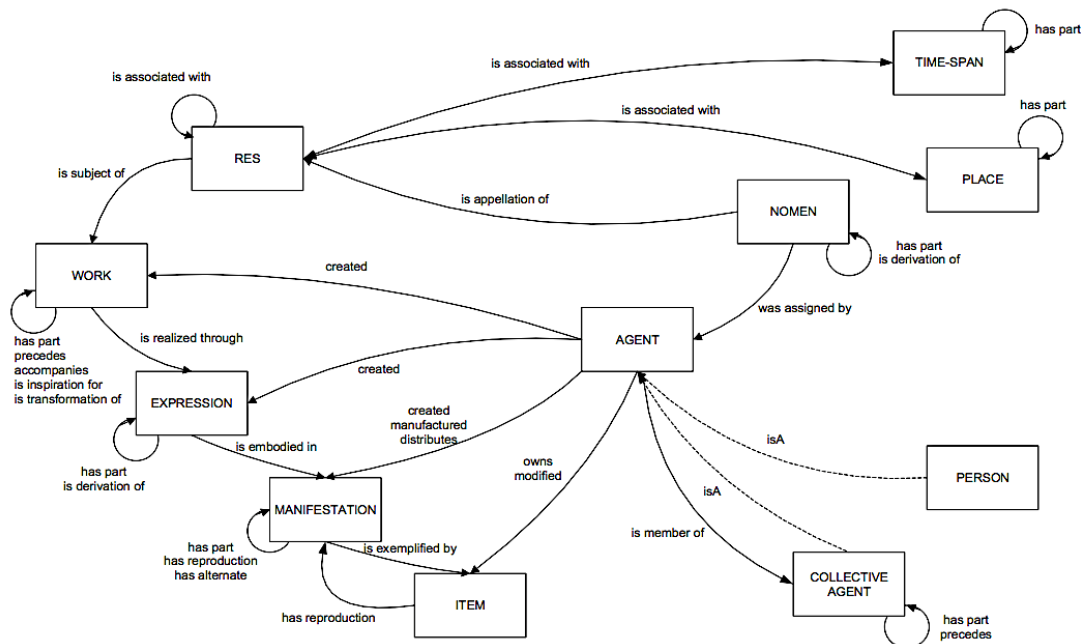 has part
TIME-SPAN
is associated with
is associated with
is associated with
has part
RES
PLACE
is subject of
is appellation of
NOMEN
has part
is derivation of
WORK
created
was assigned by
has part
precedes
accompanies
is inspiration for
is transformation of
is realized through
AGENT
created
EXPRESSION
created
manufactured
distributes
has part
is derivation of
is embodied in
owns
modified
isA
isA
PERSON
MANIFESTATION
is member of
has part
has reproduction
has alternate
is exemplified by
COLLECTIVE
AGENT
has reproduction
ITEM
has part
precedes